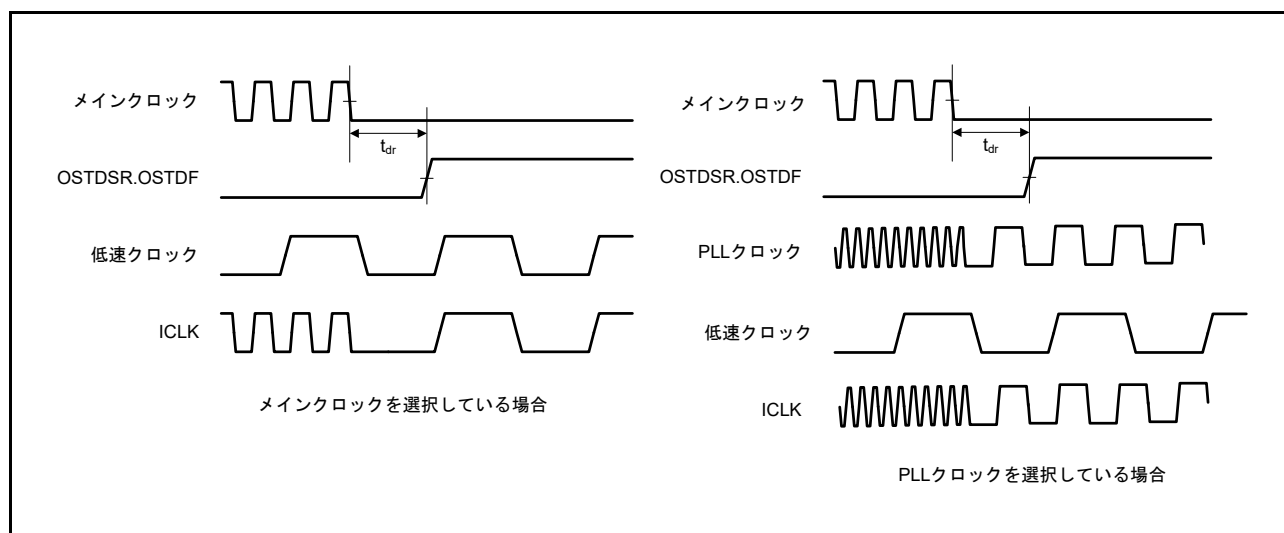 メインクロック
t_dr
OSTDSR.OSTDF
低速クロック
ICLK
メインクロックを選択している場合
メインクロック
t_dr
OSTDSR.OSTDF
PLLクロック
低速クロック
ICLK
PLLクロックを選択している場合